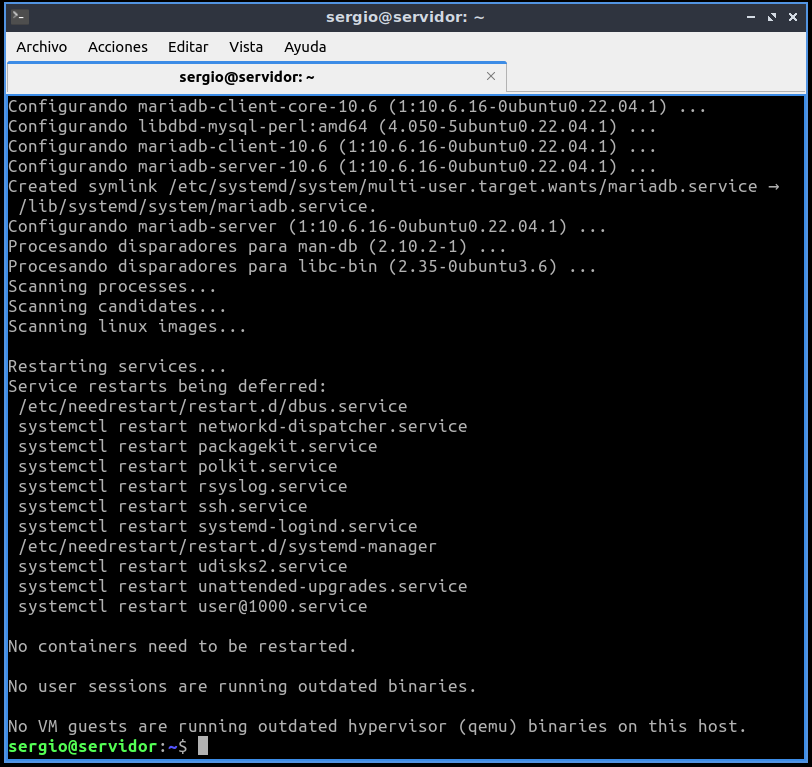 sergio@servidor: ~
Archivo Acciones Editar Vista Ayuda
sergio@servidor: ~
Configurando mariadb-client-core-10.6 (1:10.6.16-0ubuntu0.22.04.1) ...
Configurando libdbd-mysql-perl:amd64 (4.050-5ubuntu0.22.04.1) ...
Configurando mariadb-client-10.6 (1:10.6.16-0ubuntu0.22.04.1) ...
Configurando mariadb-server-10.6 (1:10.6.16-0ubuntu0.22.04.1) ...
Created symlink /etc/systemd/system/multi-user.target.wants/mariadb.service →
 /lib/systemd/system/mariadb.service.
Configurando mariadb-server (1:10.6.16-0ubuntu0.22.04.1) ...
Procesando disparadores para man-db (2.10.2-1) ...
Procesando disparadores para libc-bin (2.35-0ubuntu3.6) ...
Scanning processes...
Scanning candidates...
Scanning linux images...
Restarting services...
Service restarts being deferred:
 /etc/needrestart/restart.d/dbus.service
 systemctl restart networkd-dispatcher.service
 systemctl restart packagekit.service
 systemctl restart polkit.service
 systemctl restart rsyslog.service
 systemctl restart ssh.service
 systemctl restart systemd-logind.service
 /etc/needrestart/restart.d/systemd-manager
 systemctl restart udisks2.service
 systemctl restart unattended-upgrades.service
 systemctl restart user@1000.service
No containers need to be restarted.
No user sessions are running outdated binaries.
No VM guests are running outdated hypervisor (qemu) binaries on this host.
sergio@servidor:~$